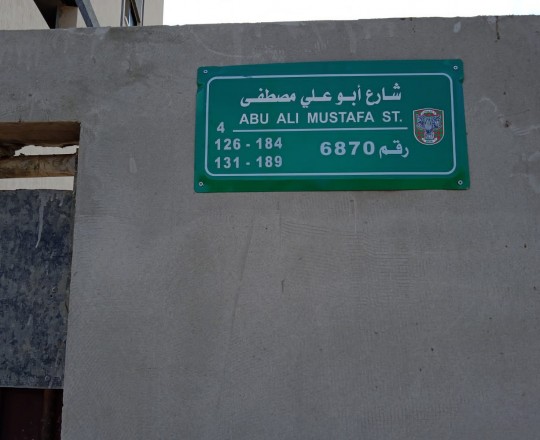 شارع أبو علي مصطفى
ABU ALI MUSTAFA ST.
4
126 - 184
131 - 189
رقم 6870